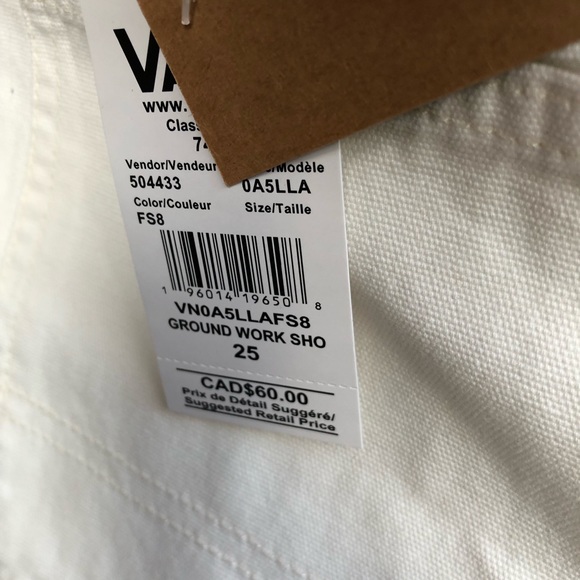 VA
www.
Class
74
Vendor/Vendeur Modèle
504433 0A5LLA
Color/Couleur Size/Taille
FS8
1 96014 19650 8
VN0A5LLAFS8
GROUND WORK SHO
25
CAD$60.00
Prix de Détail Suggéré/
Suggested Retail Price